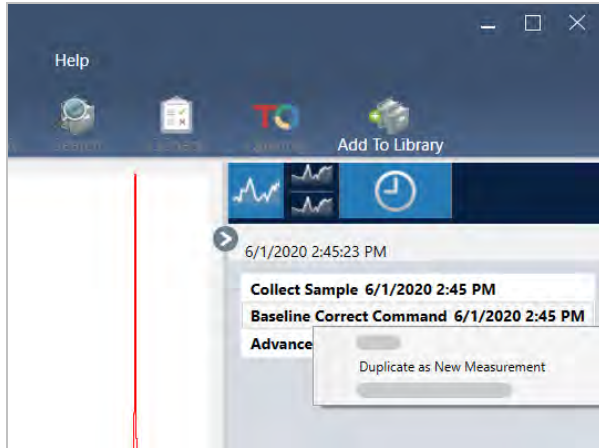 Help
Add To Library
6/1/2020 2:45:23 PM
Collect Sample 6/1/2020 2:45 PM
Baseline Correct Command 6/1/2020 2:45 PM
Advance
Duplicate as New Measurement